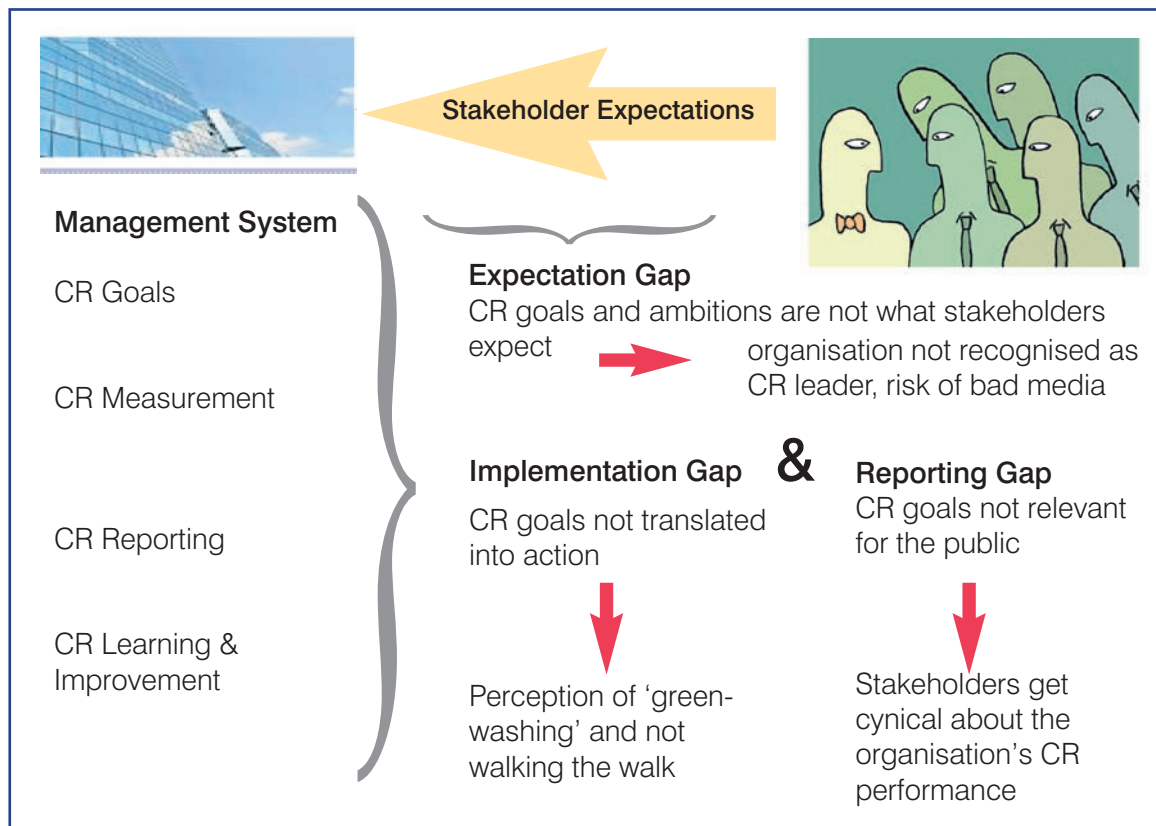 Stakeholder Expectations
Management System
CR Goals
CR Measurement
CR Reporting
CR Learning &
Improvement
Expectation Gap
CR goals and ambitions are not what stakeholders
expect
organisation not recognised as
CR leader, risk of bad media
&
Implementation Gap
CR goals not translated
into action
Perception of ‘green-
washing’ and not
walking the walk
Reporting Gap
CR goals not relevant
for the public
Stakeholders get
cynical about the
organisation’s CR
performance